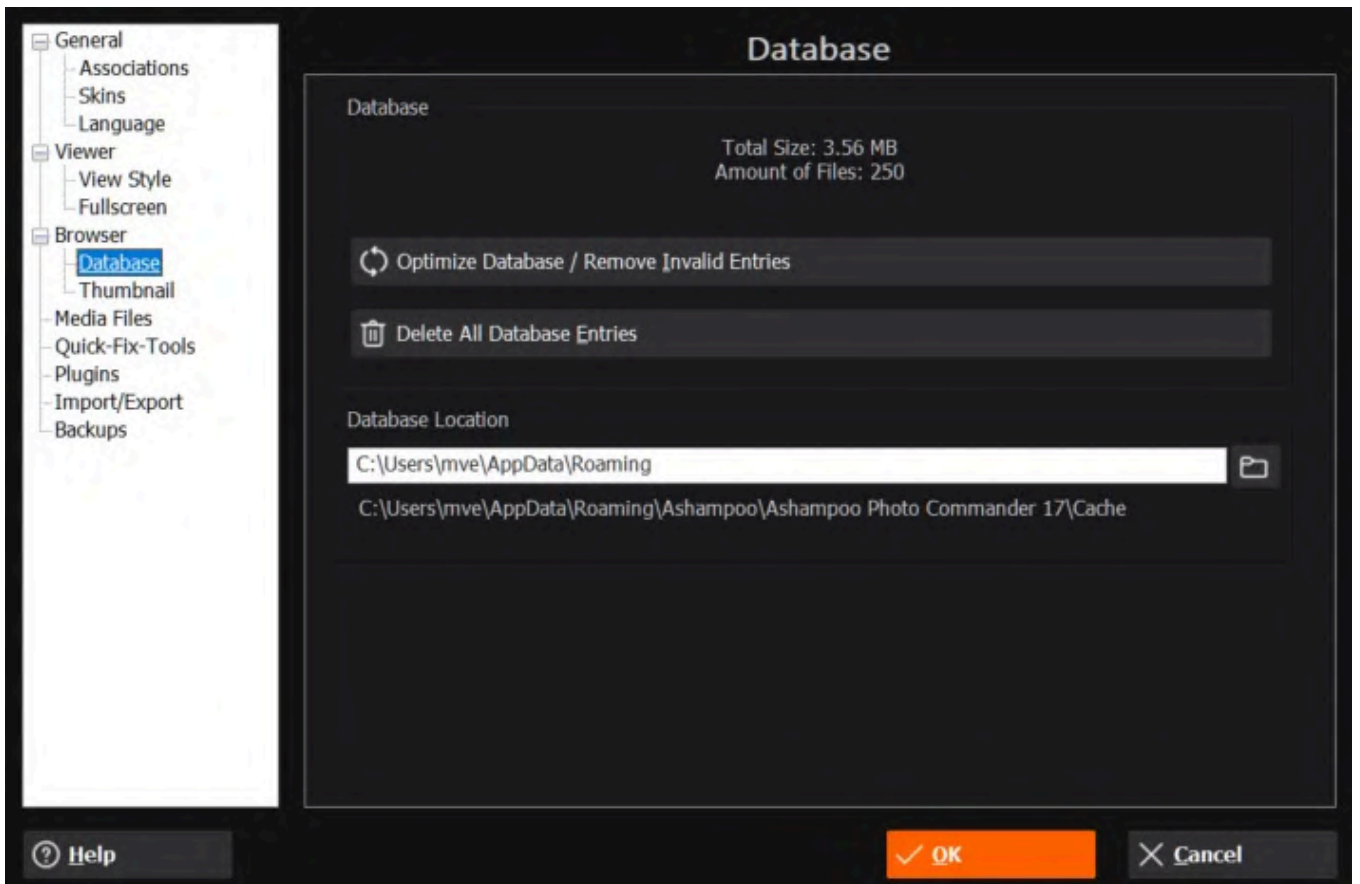 General
Associations
Skins
Language
Viewer
View Style
Fullscreen
Browser
Database
Thumbnail
Media Files
Quick-Fix-Tools
Plugins
Import/Export
Backups
Database
Database
Total Size: 3.56 MB
Amount of Files: 250
Optimize Database / Remove Invalid Entries
Delete All Database Entries
Database Location
C:\Users\mve\AppData\Roaming
C:\Users\mve\AppData\Roaming\Ashampoo\Ashampoo Photo Commander 17\Cache
Help
OK
Cancel